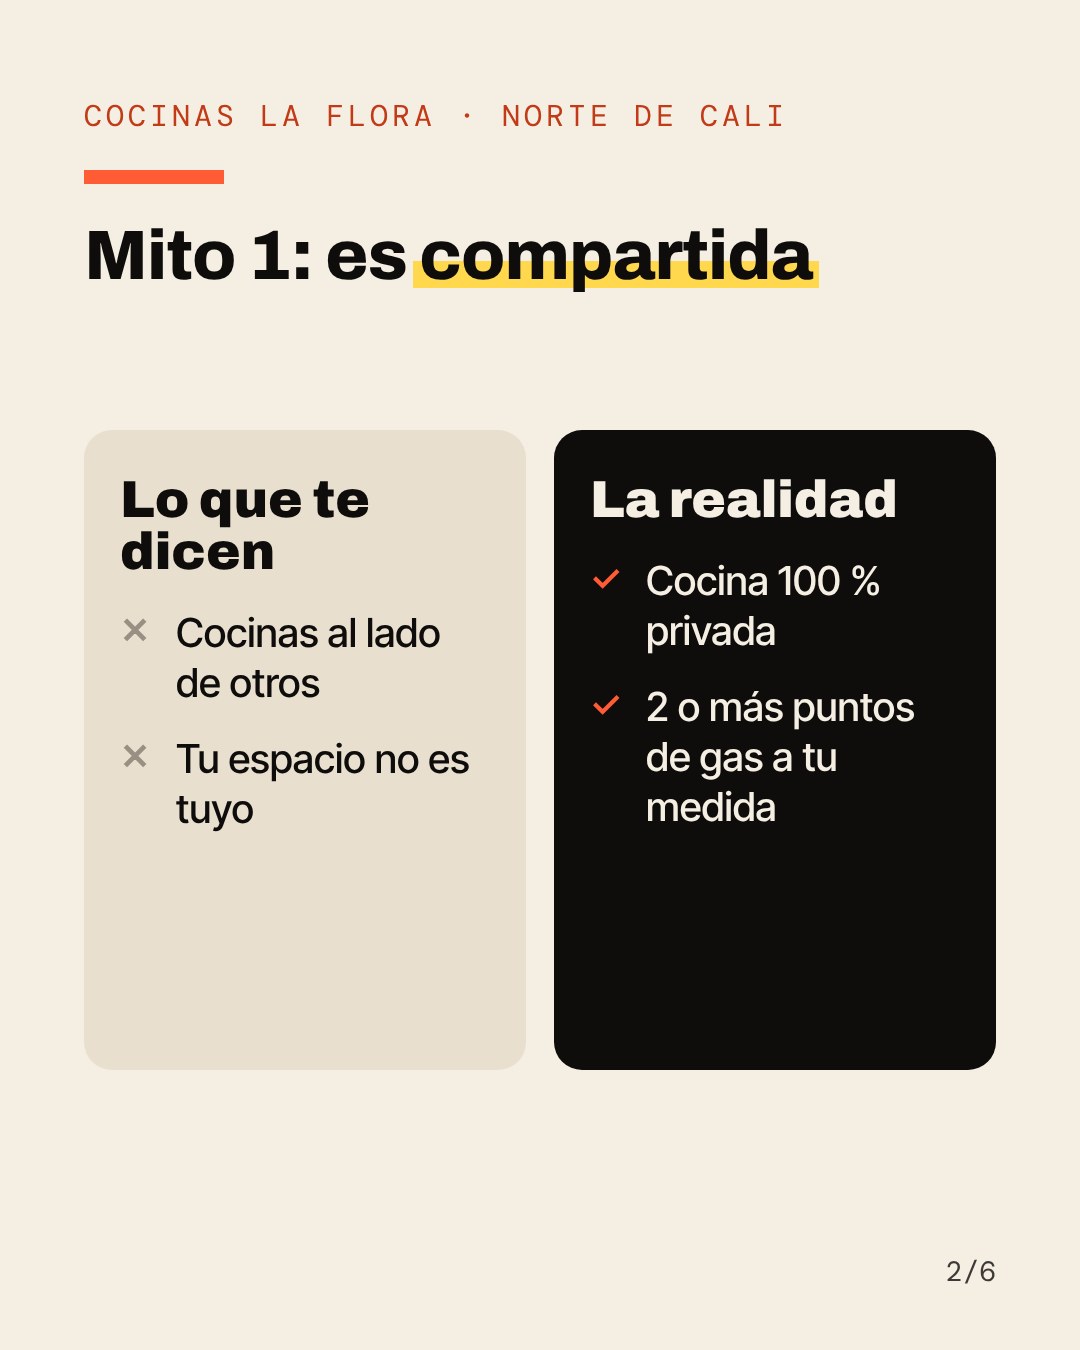 COCINAS LA FLORA · NORTE DE CALI
Mito 1: es compartida
Lo que te
dicen
✕ Cocinas al lado
de otros
✕ Tu espacio no es
tuyo
La realidad
✓ Cocina 100 %
privada
✓ 2 o más puntos
de gas a tu
medida
2/6